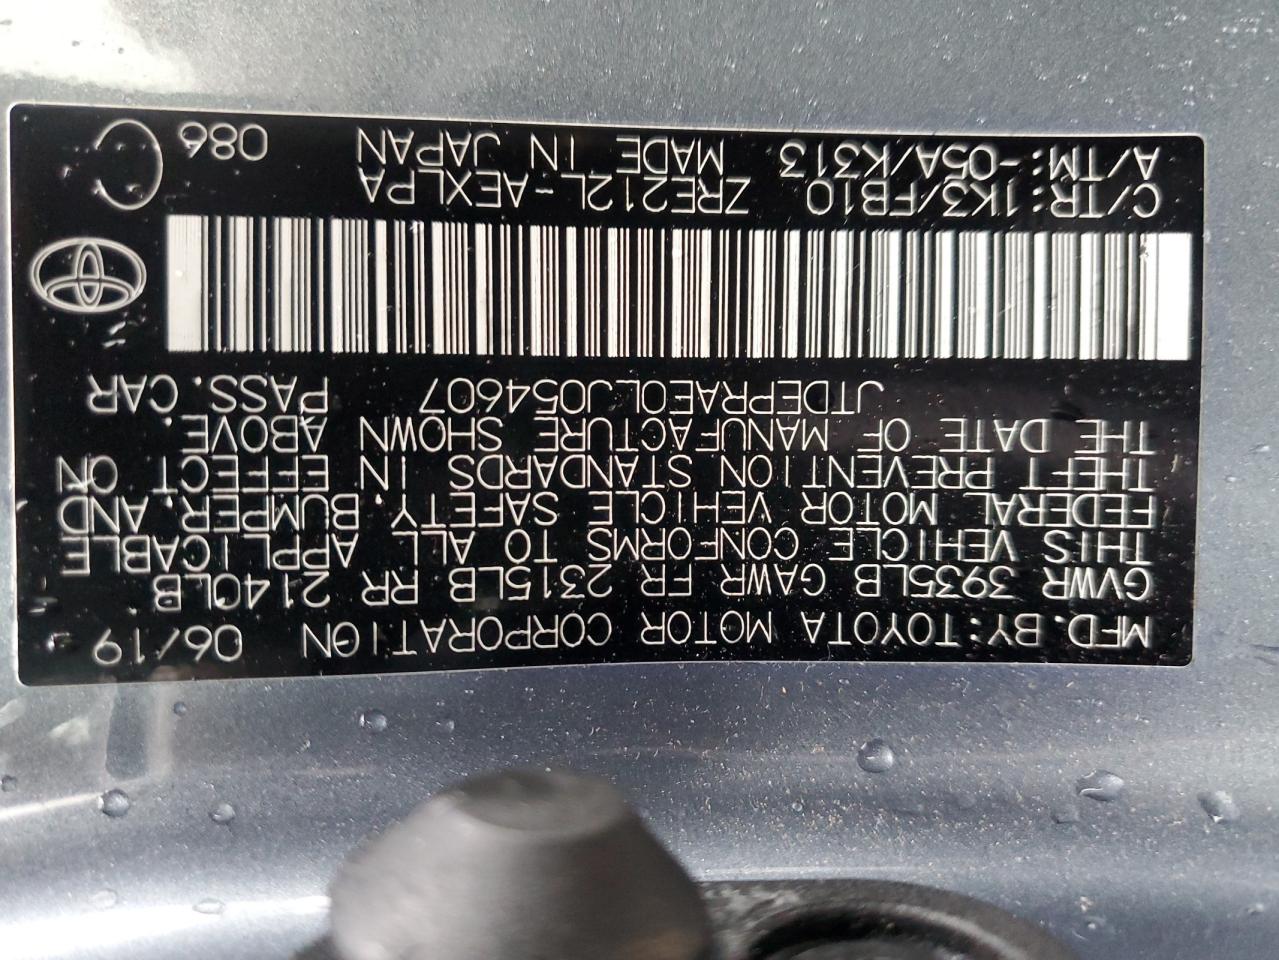 MFD.BY:TOYOTA MOTOR CORPORATION 06/19
GVWR 3935LB GAWR FR 2315LB RR 2140LB
THIS VEHICLE CONFORMS TO ALL APPLICABLE
FEDERAL MOTOR VEHICLE SAFETY, BUMPER, AND
THEFT PREVENTION STANDARDS IN EFFECT ON
THE DATE OF MANUFACTURE SHOWN ABOVE.
JTDEPRAE0LJ054607 PASS. CAR
C/TR:1K3/FB10 ZRE212L-AEXLPA
A/TM:-05A/K313 MADE IN JAPAN 086